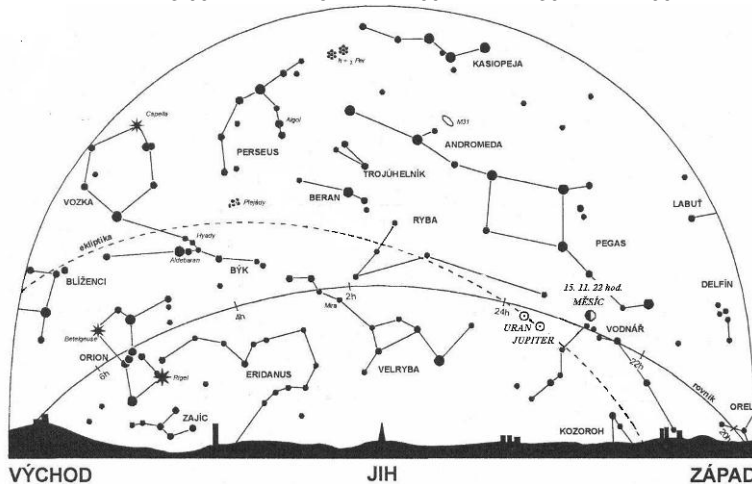 KASIOPEJA
h - χ Per
Capella
Algol
M31
PERSEUS
ANDROMEDA
TROJÚHELNÍK
VOZKA
Plejády
BERAN
LABUŤ
RYBA
Hyady
ekliptika
PEGAS
Aldebaran
BÝK
BLÍŽENCI
15. 11. 22 hod.
MĚSÍC
DELFÍN
2h
Mira
4h
24h
URAN
JUPITER
VODNÁŘ
Betelgeuse
ORION
22h
6h
Rigel
ERIDANUS
VELRYBA
rovník
ZAJÍC
OREL
20h
KOZOROH
VÝCHOD
JIH
ZÁPAD